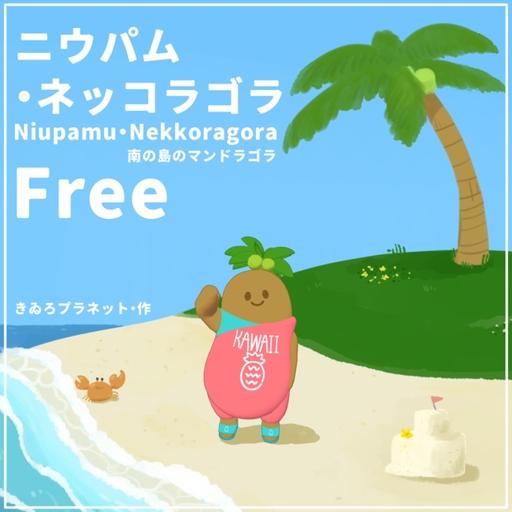 ニウパム
・ネッコラゴラ
Niupamu・Nekkoragora
南の島のマンドラゴラ
Free
きゐろプラネット・作
KAWAII